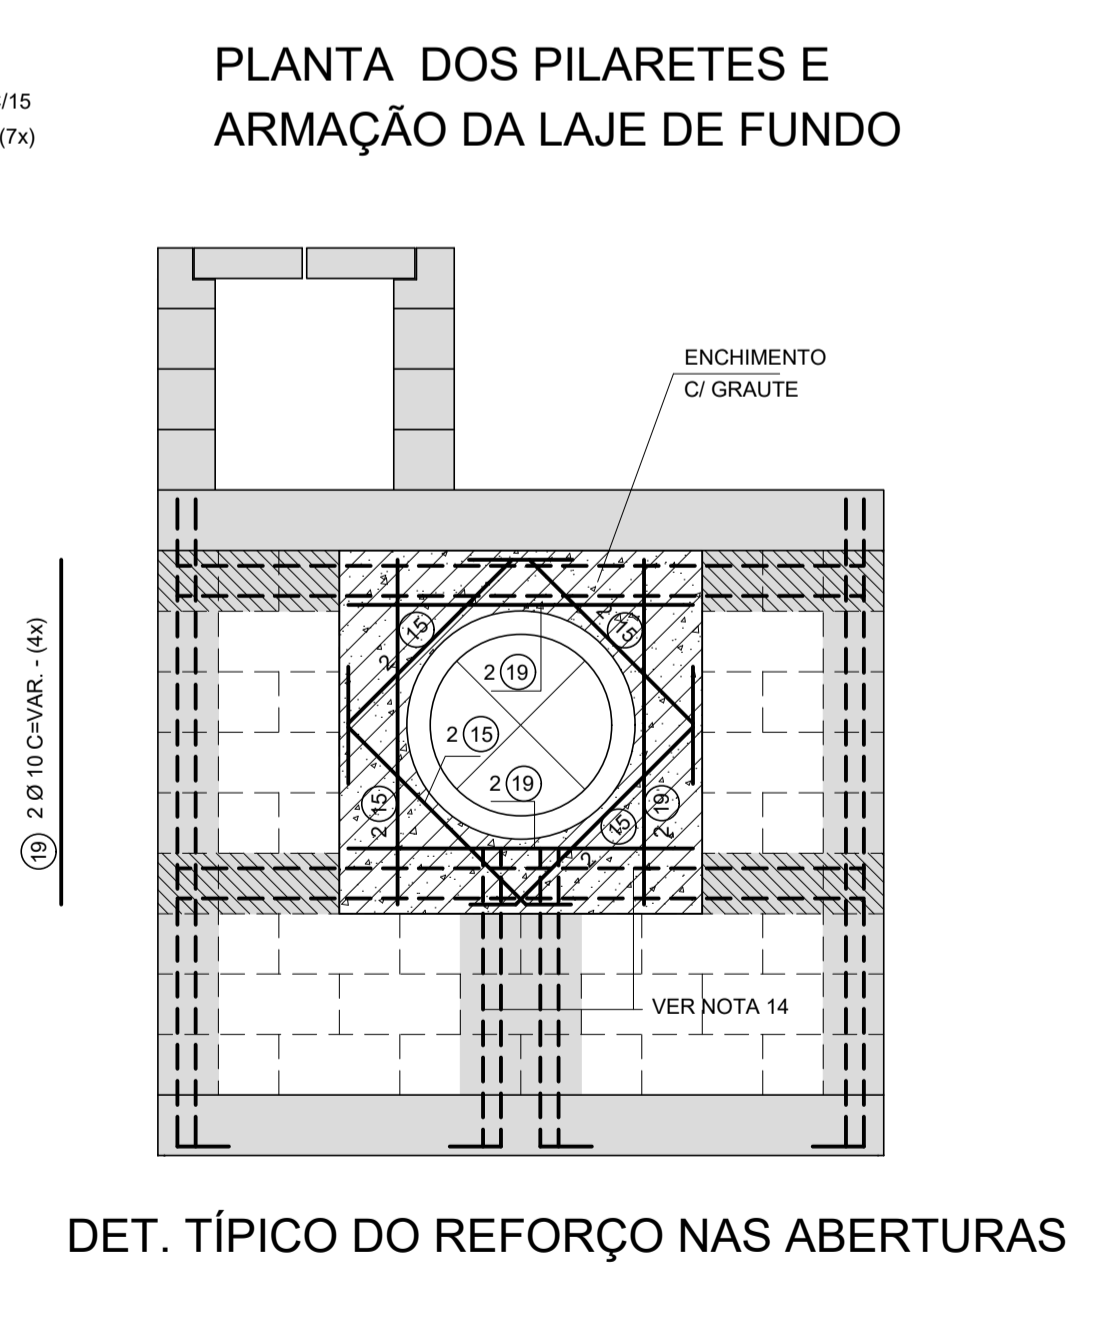 PLANTA DOS PILARETES E
ARMAÇÃO DA LAJE DE FUNDO
/15
(7x)
ENCHIMENTO
C/ GRAUTE
15
2
2
15
2 19
2 15
2 19
2 15
2 19
15
2
19 2 Ø 10 C=VAR. - (4x)
VER NOTA 14
DET. TÍPICO DO REFORÇO NAS ABERTURAS